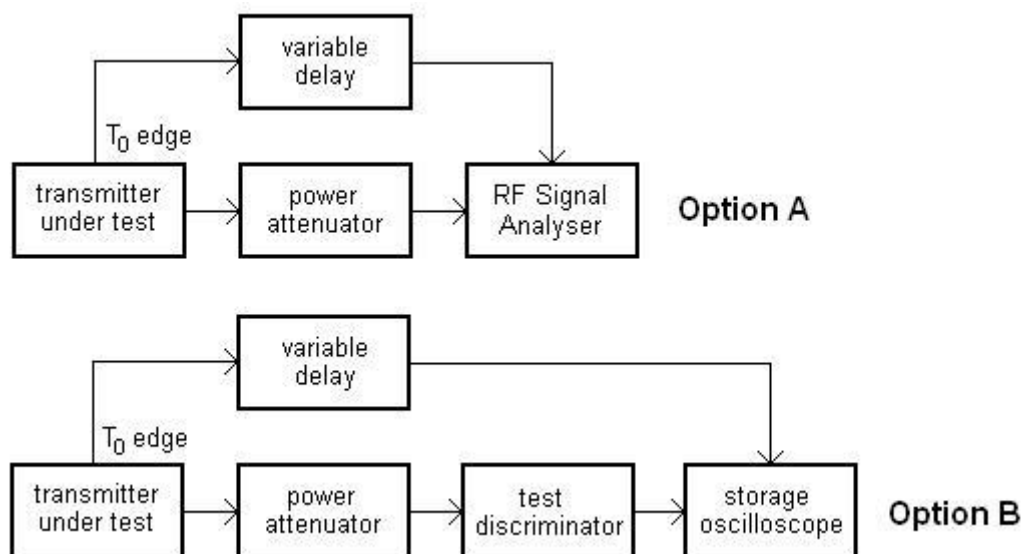 variable
delay
T0 edge
transmitter
under test
power
attenuator
RF Signal
Analyser
Option A
variable
delay
T0 edge
transmitter
under test
power
attenuator
test
discriminator
storage
oscilloscope
Option B